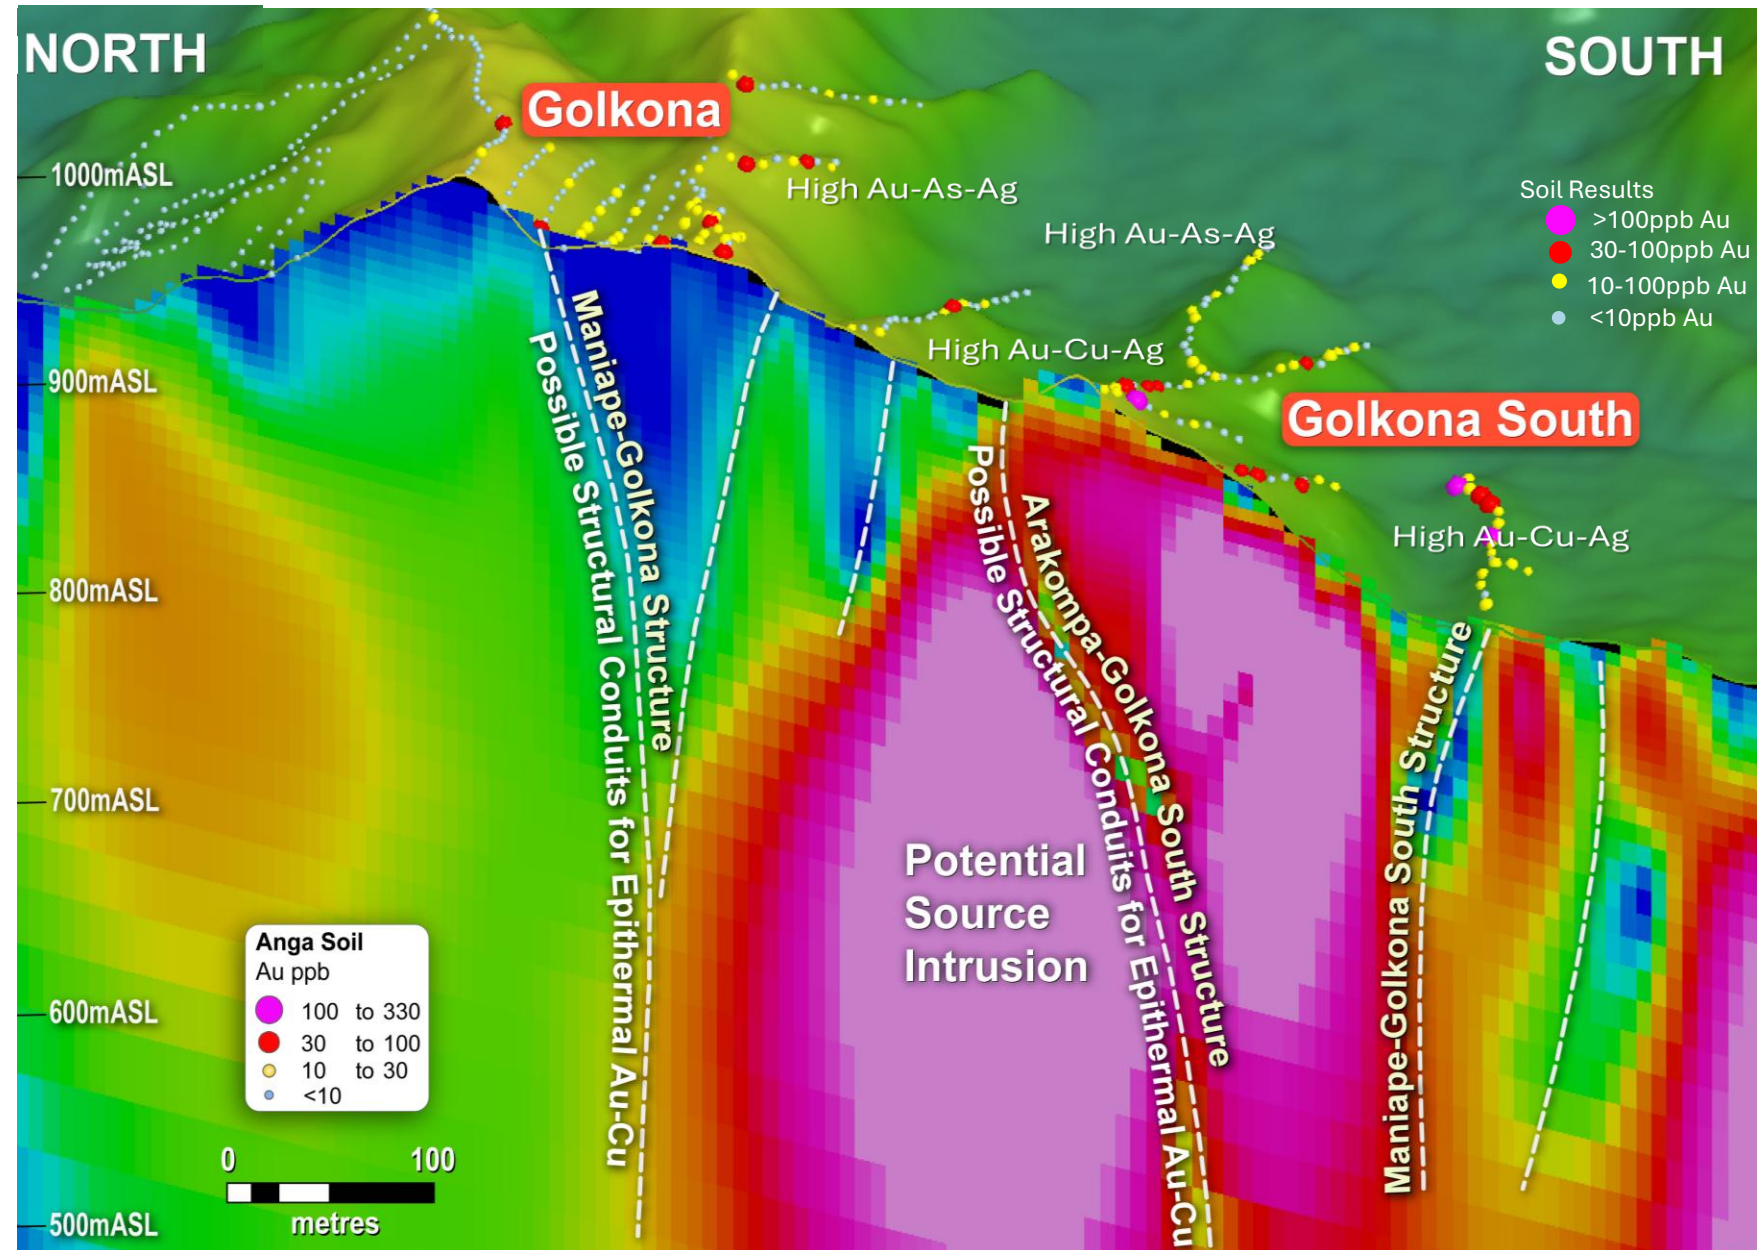 NORTH
SOUTH
Golkona
1000mASL
High Au-As-Ag
Soil Results
>100ppb Au
30-100ppb Au
10-100ppb Au
<10ppb Au
High Au-As-Ag
High Au-Cu-Ag
900mASL
Golkona South
Maniape-Golkona Structure
Possible Structural Conduits for Epithermal Au-Cu
Arakompa-Golkona South Structure
Possible Structural Conduits for Epithermal Au-Cu
High Au-Cu-Ag
800mASL
Maniape-Golkona South Structure
700mASL
Potential
Source
Intrusion
Anga Soil
Au ppb
100 to 330
30 to 100
10 to 30
<10
600mASL
0 100
metres
500mASL